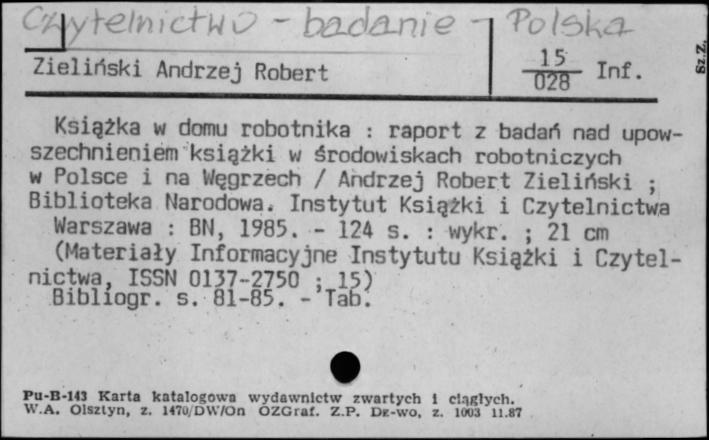 Czytelnictwo - badanie - Polska
Zieliński Andrzej Robert
15
028 Inf.
Sz.Z.
Książka w domu robotnika : raport z badań nad upow-
szechnieniem książki w środowiskach robotniczych
w Polsce i na Węgrzech / Andrzej Robert Zieliński ;
Biblioteka Narodowa. Instytut Książki i Czytelnictwa
Warszawa : BN, 1985. - 124 s. : wykr. ; 21 cm
(Materiały Informacyjne Instytutu Książki i Czytel-
nictwa, ISSN 0137-2750 ; 15)
Bibliogr. s. 81-85. - Tab.
Pu-B-143 Karta katalogowa wydawnictw zwartych i ciągłych.
W.A. Olsztyn, z. 1470/DW/On OZGraf. Z.P. Dz-wo, z. 1003 11.87